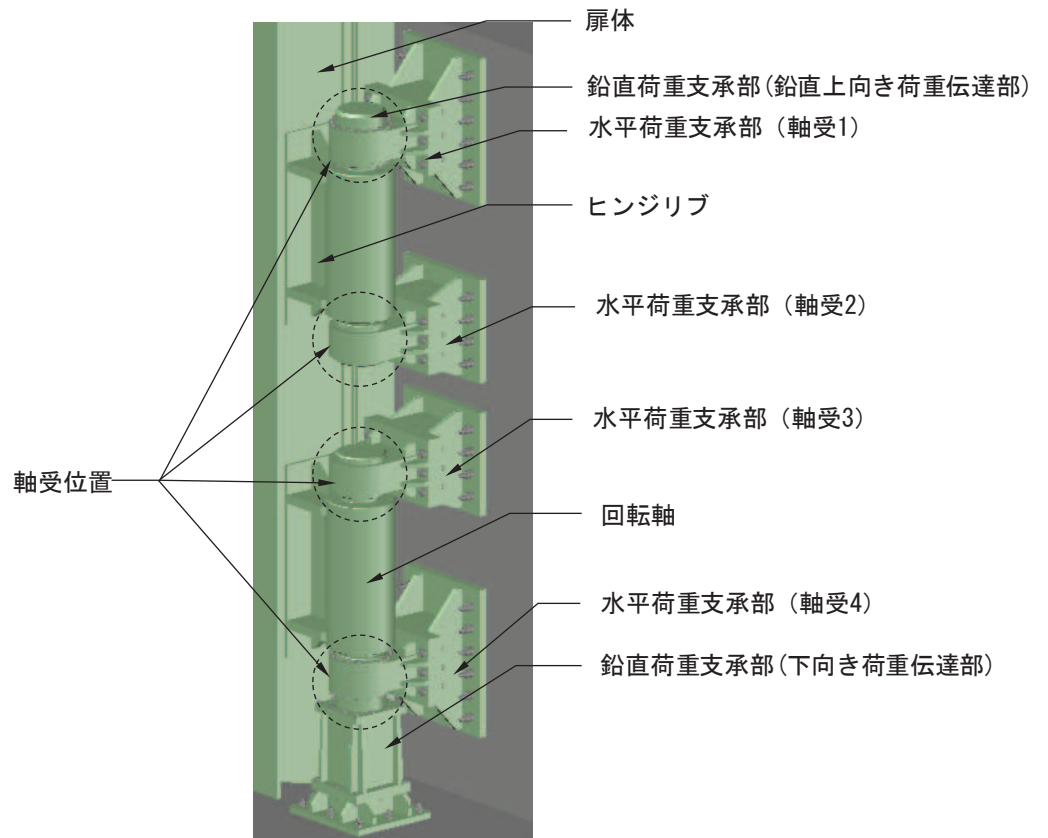 扉体
鉛直荷重支承部(鉛直上向き荷重伝達部)
水平荷重支承部（軸受1）
ヒンジリブ
水平荷重支承部（軸受2）
水平荷重支承部（軸受3）
軸受位置
回転軸
水平荷重支承部（軸受4）
鉛直荷重支承部(下向き荷重伝達部)